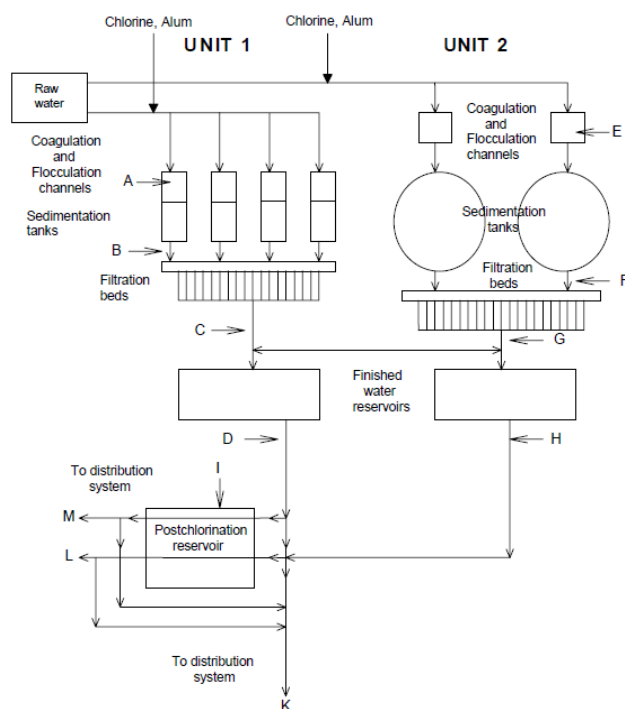 Chlorine, Alum
Chlorine, Alum
UNIT 1
UNIT 2
Raw
water
Coagulation
and
Flocculation
channels
A
Sedimentation
tanks
B
Filtration
beds
C
Coagulation
and
Flocculation
channels
E
Sedimentation
tanks
Filtration
beds
F
G
Finished
water
reservoirs
D
H
I
To distribution
system
M
Postchlorination
reservoir
L
To distribution
system
K